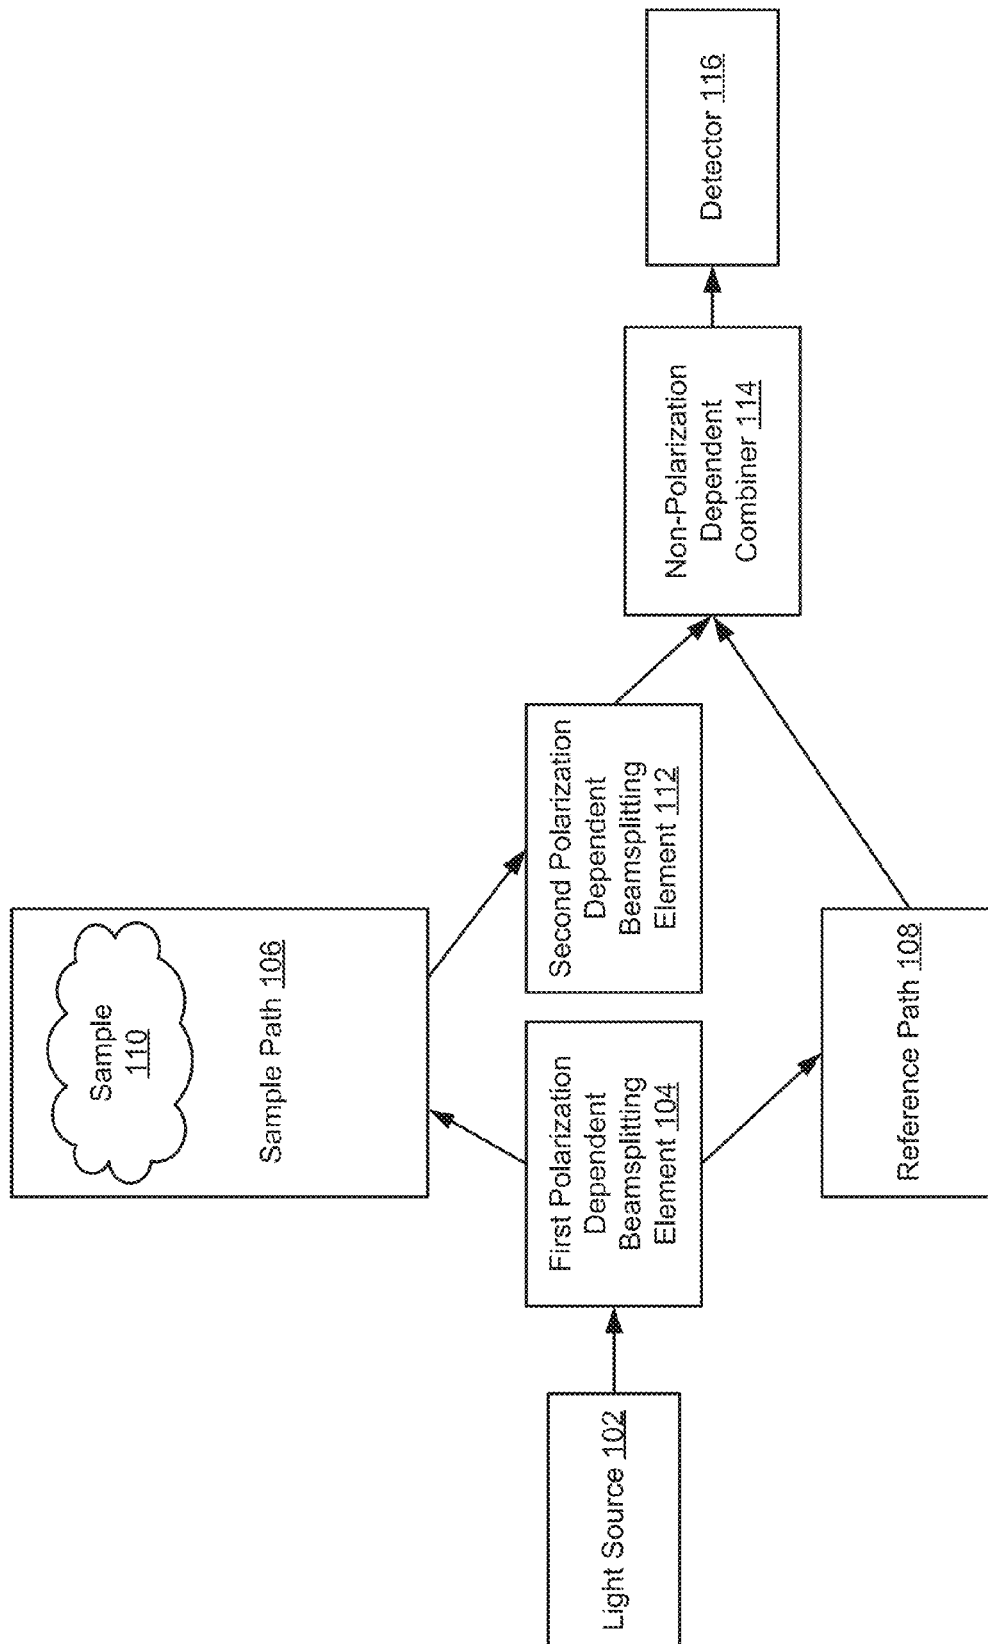 Light Source 102
First Polarization
Dependent
Beamsplitting
Element 104
Sample
110
Sample Path 106
Reference Path 108
Second Polarization
Dependent
Beamsplitting
Element 112
Non-Polarization
Dependent
Combiner 114
Detector 116